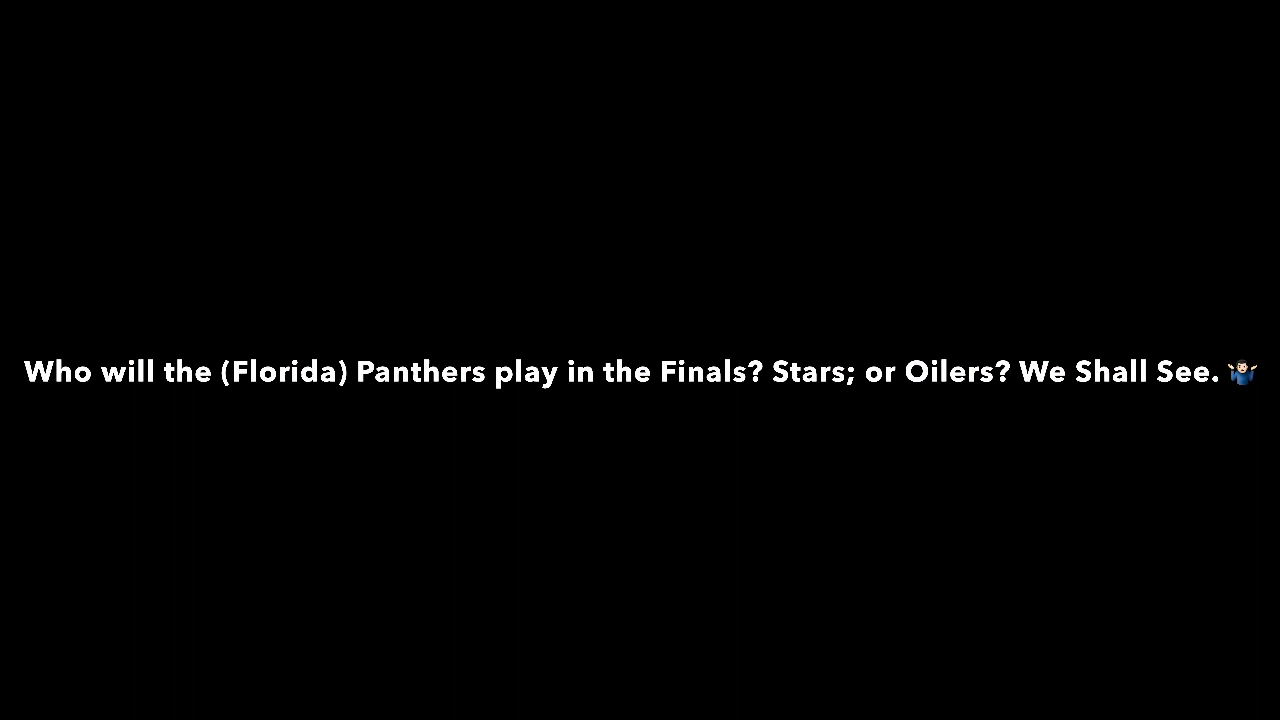 Who will the (Florida) Panthers play in the Finals? Stars; or Oilers? We Shall See. 🤷🏻‍♂️